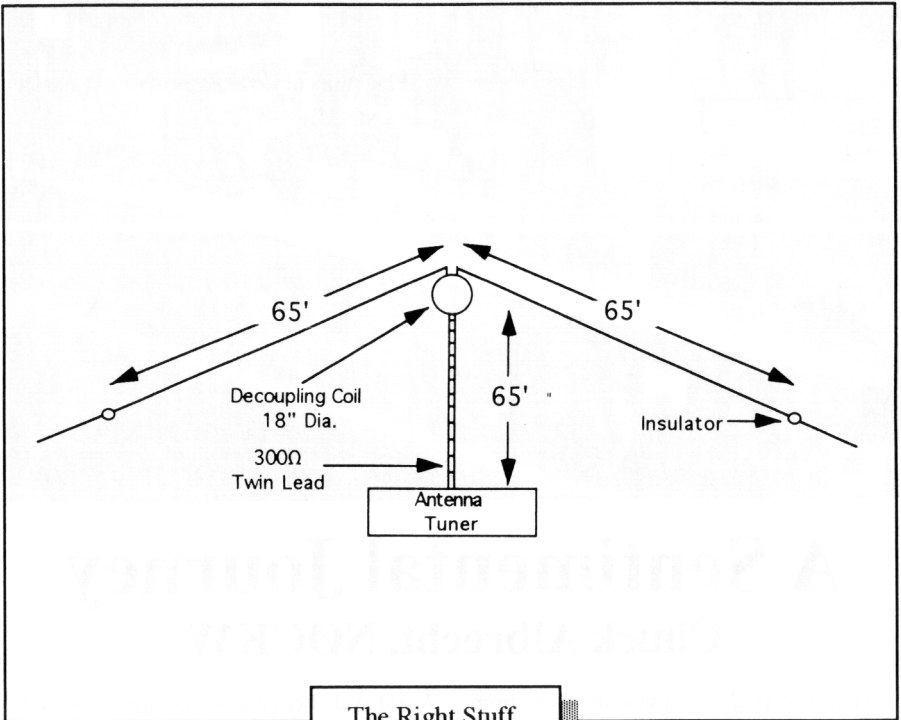 65'
65'
Decoupling Coil
18" Dia.
65'
Insulator
300Ω
Twin Lead
Antenna
Tuner
A Sentimental Journey
Chuck Albrecht,
The Right Stuff